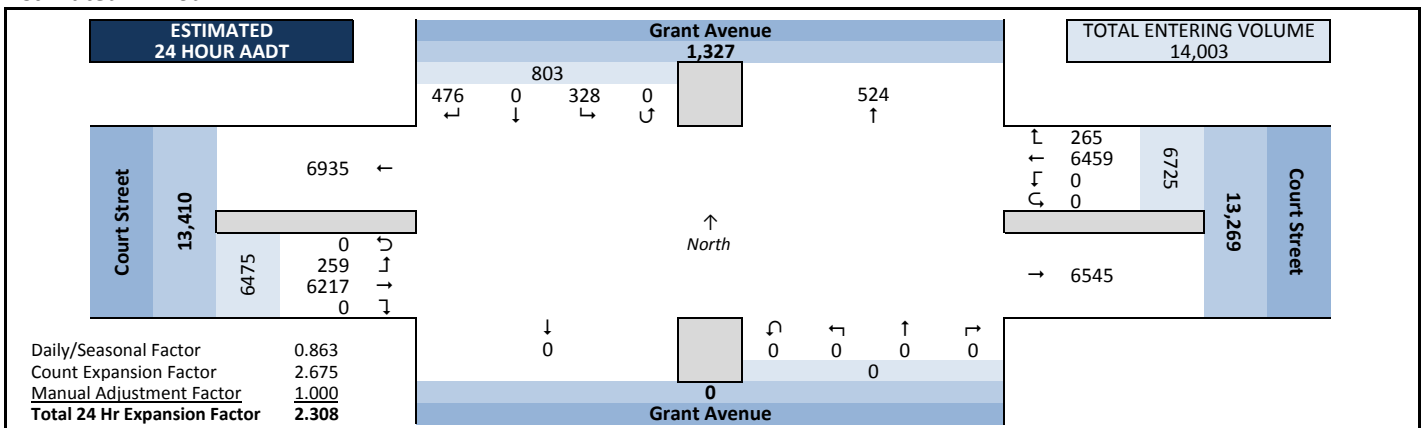 ESTIMATED
24 HOUR AADT
Grant Avenue
1,327
TOTAL ENTERING VOLUME
14,003
803
476 0 328 0
↵ ↓ ↳ ↺
524
↑
Court Street
13,410
6935 ←
6475
0 ⮌
259 ↑
6217 →
0 ↴
↑
North
↑ 265
← 6459
↓ 0
⮎ 0
6725
13,269
Court Street
→ 6545
↓
0
↶ ↰ ↑ ↱
0 0 0 0
0
0
Grant Avenue
Daily/Seasonal Factor 0.863
Count Expansion Factor 2.675
Manual Adjustment Factor 1.000
Total 24 Hr Expansion Factor 2.308